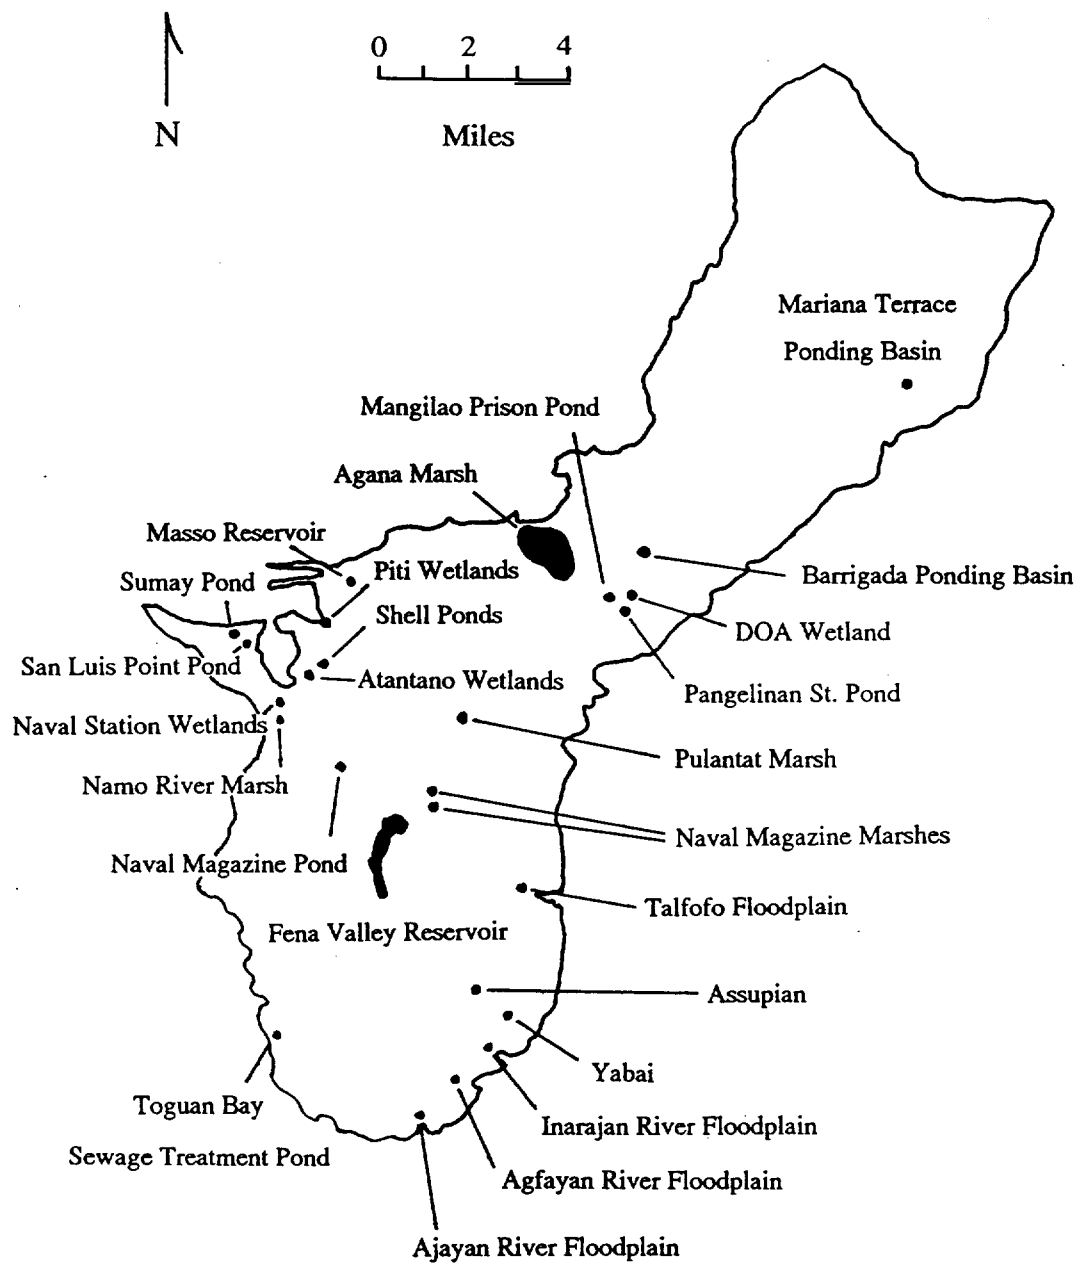 0 2 4
N
Miles
Mariana Terrace
Ponding Basin
Mangilao Prison Pond
Agana Marsh
Masso Reservoir
Piti Wetlands
Sumay Pond
Barrigada Ponding Basin
Shell Ponds
DOA Wetland
San Luis Point Pond
Atantano Wetlands
Pangelinan St. Pond
Naval Station Wetlands
Pulantat Marsh
Namo River Marsh
Naval Magazine Marshes
Naval Magazine Pond
Talfofo Floodplain
Fena Valley Reservoir
Assupian
Yabai
Toguan Bay
Sewage Treatment Pond
Inarajan River Floodplain
Agfayan River Floodplain
Ajayan River Floodplain